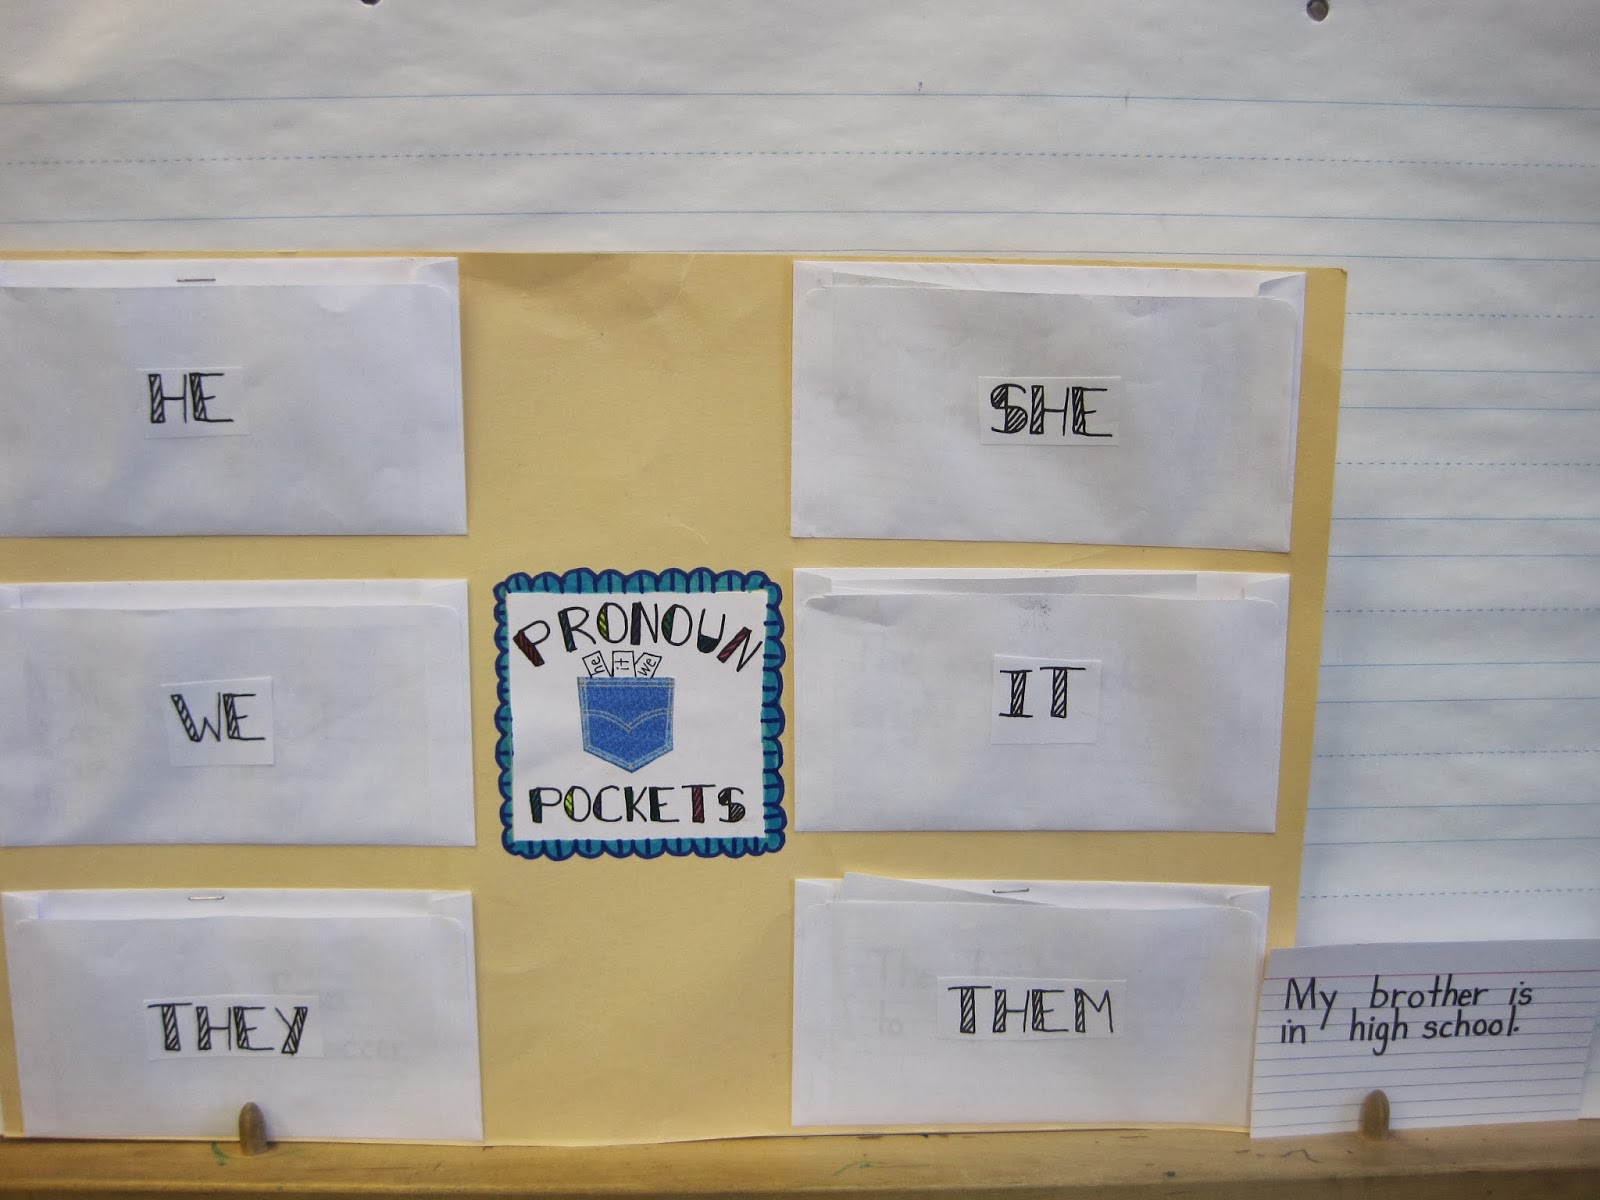 HE
SHE
PRONOUN
he it we
POCKETS
WE
IT
THEY
THEM
My brother is
in high school.